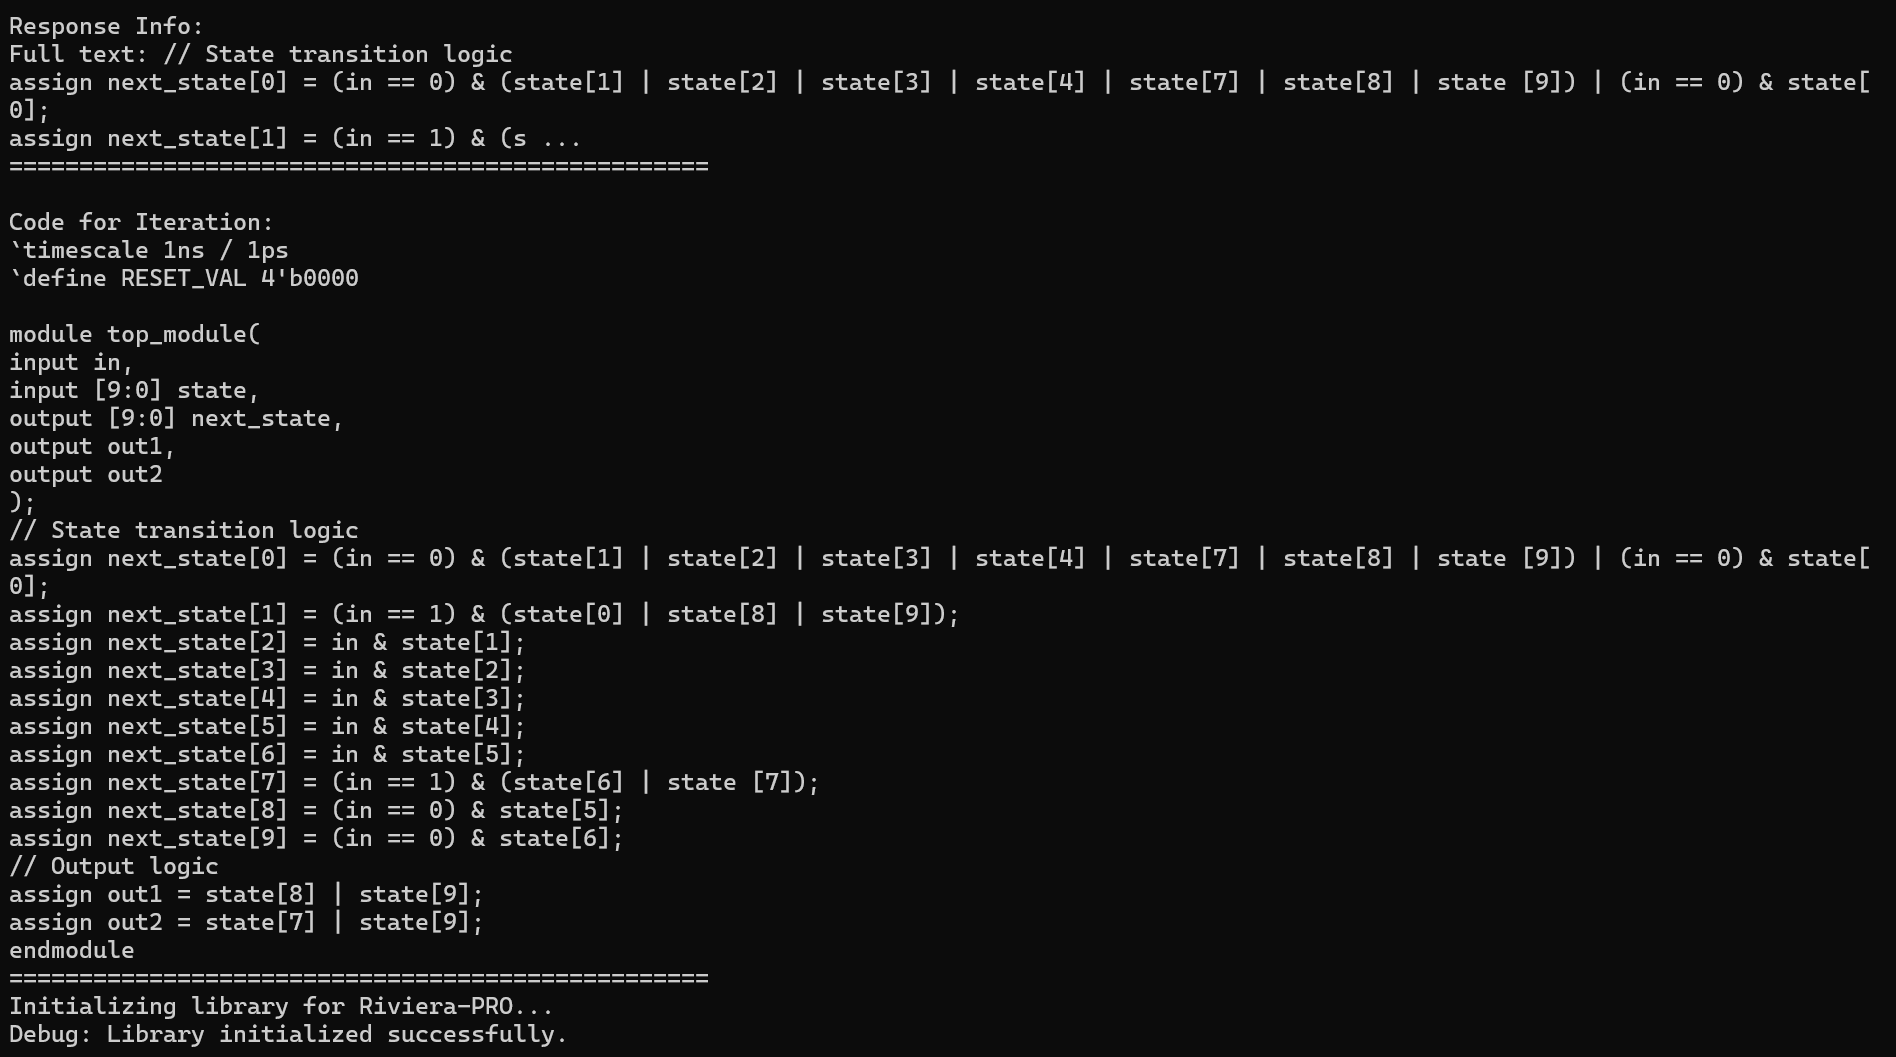 Response Info:
Full text: // State transition logic
assign next_state[0] = (in == 0) & (state[1] | state[2] | state[3] | state[4] | state[7] | state[8] | state [9]) | (in == 0) & state[
0];
assign next_state[1] = (in == 1) & (s ...
==================================================

Code for Iteration:
`timescale 1ns / 1ps
`define RESET_VAL 4'b0000

module top_module(
input in,
input [9:0] state,
output [9:0] next_state,
output out1,
output out2
);
// State transition logic
assign next_state[0] = (in == 0) & (state[1] | state[2] | state[3] | state[4] | state[7] | state[8] | state [9]) | (in == 0) & state[
0];
assign next_state[1] = (in == 1) & (state[0] | state[8] | state[9]);
assign next_state[2] = in & state[1];
assign next_state[3] = in & state[2];
assign next_state[4] = in & state[3];
assign next_state[5] = in & state[4];
assign next_state[6] = in & state[5];
assign next_state[7] = (in == 1) & (state[6] | state [7]);
assign next_state[8] = (in == 0) & state[5];
assign next_state[9] = (in == 0) & state[6];
// Output logic
assign out1 = state[8] | state[9];
assign out2 = state[7] | state[9];
endmodule
==================================================
Initializing library for Riviera-PRO...
Debug: Library initialized successfully.